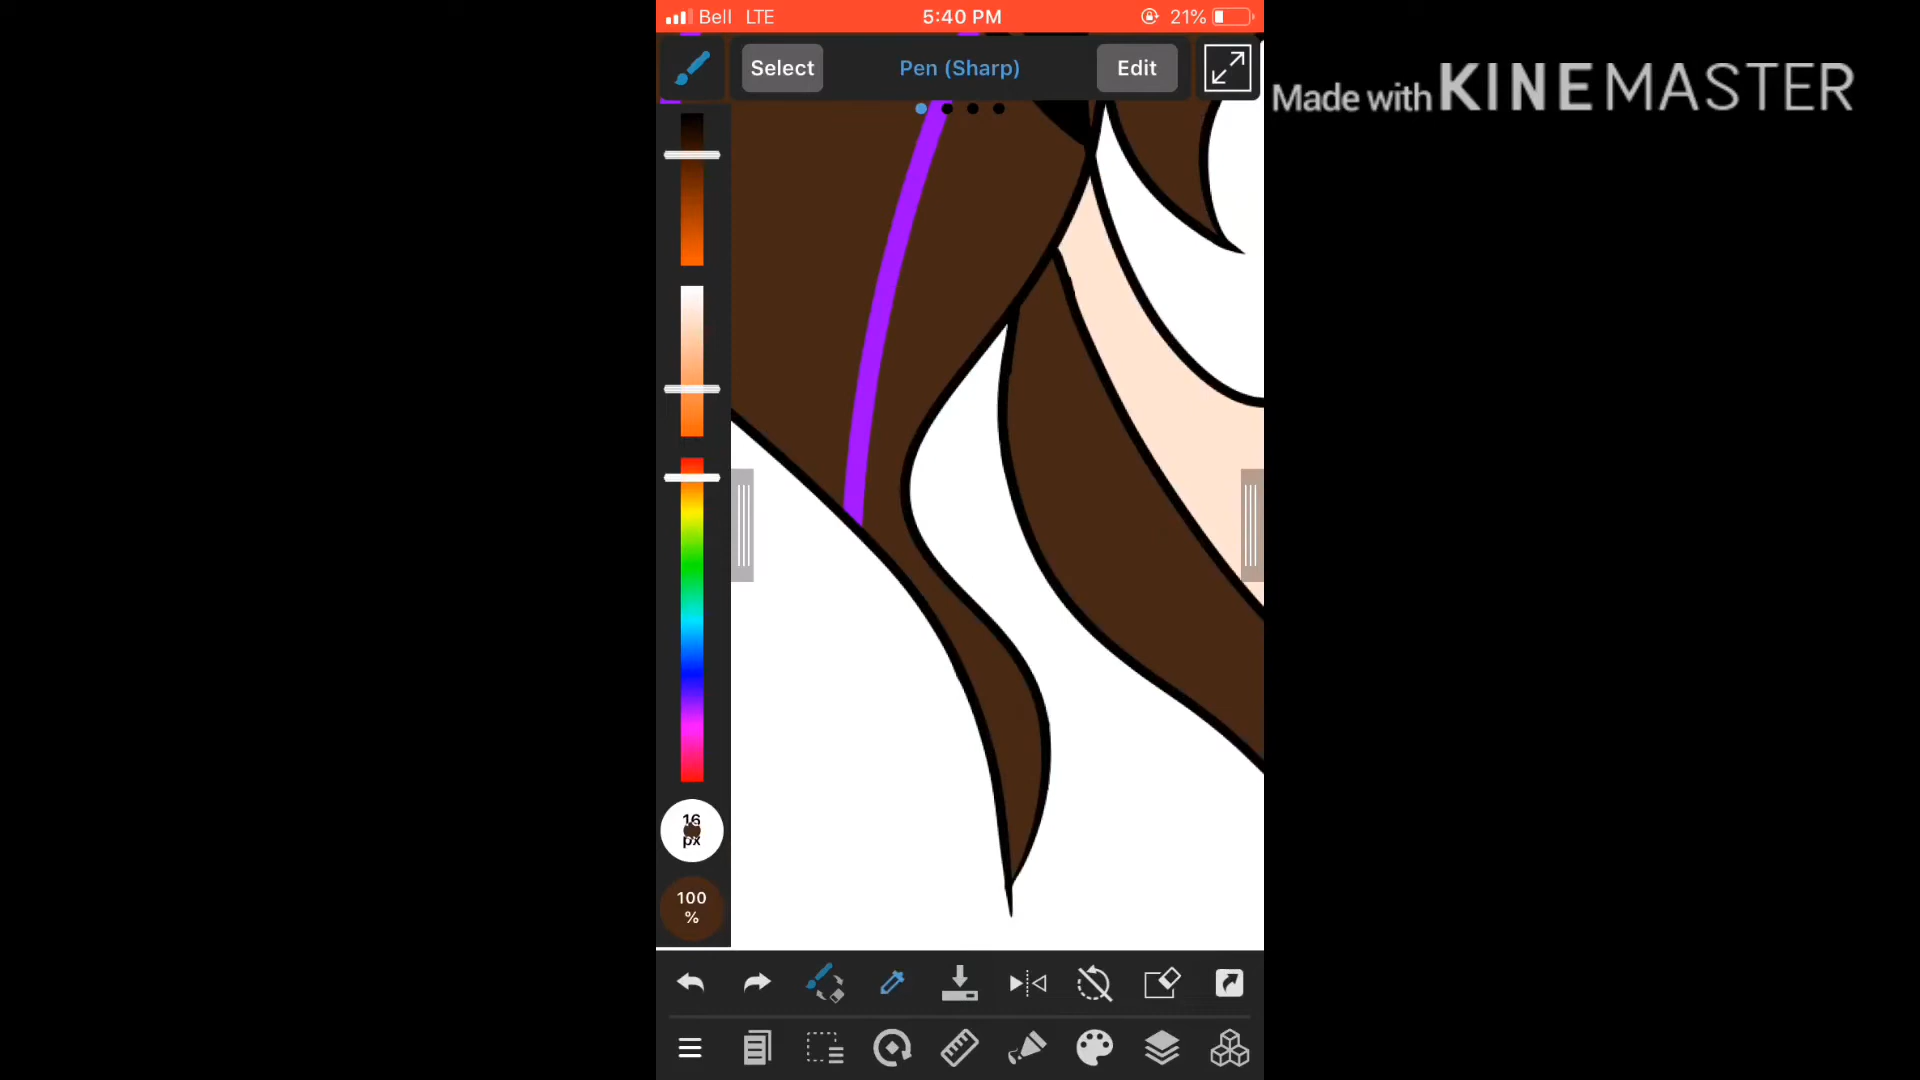 Bell LTE 5:40 PM 21%
Select Pen (Sharp) Edit
Made with KINEMASTER
16
px
100
%